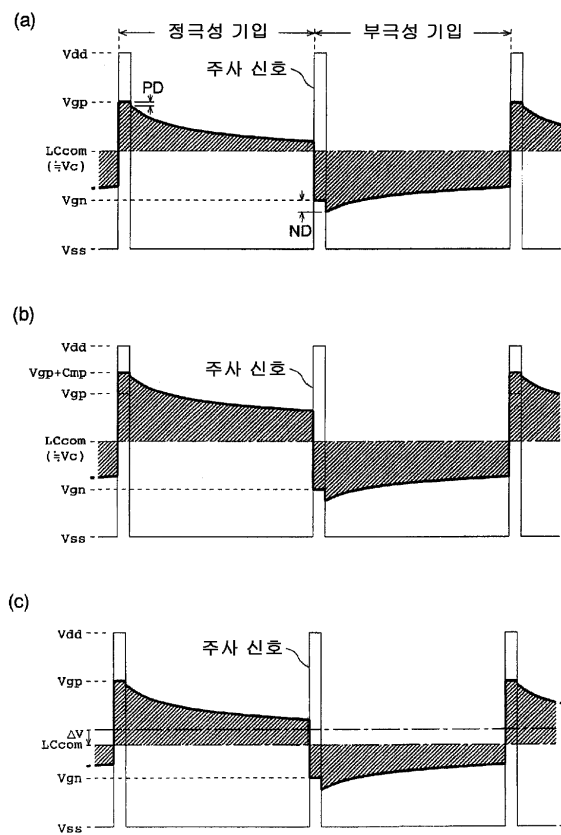 (a)
정극성 기입
부극성 기입
Vdd
주사 신호
PD
Vgp
LCcom
(≒Vc)
Vgn
ND
Vss
(b)
Vdd
주사 신호
Vgp+Cmp
Vgp
LCcom
(≒Vc)
Vgn
Vss
(c)
Vdd
주사 신호
Vgp
△V
LCcom
Vgn
Vss